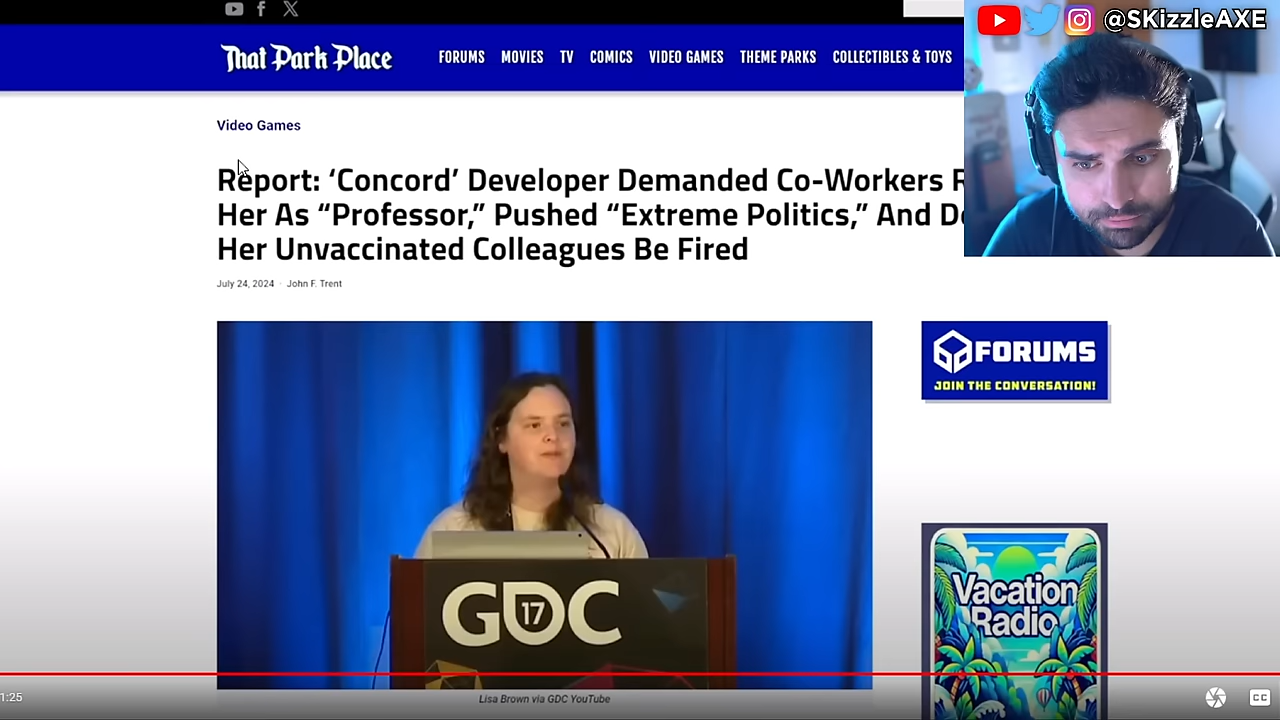 @SKizzleAXE
That Park Place
FORUMS MOVIES TV COMICS VIDEO GAMES THEME PARKS COLLECTIBLES & TOYS
Video Games
Report: ‘Concord’ Developer Demanded Co-Workers
Her As “Professor,” Pushed “Extreme Politics,” And
Her Unvaccinated Colleagues Be Fired
July 24, 2024 · John F. Trent
FORUMS
JOIN THE CONVERSATION!
GDC
17
Vacation
Radio
Lisa Brown via GDC YouTube
1:25
CC